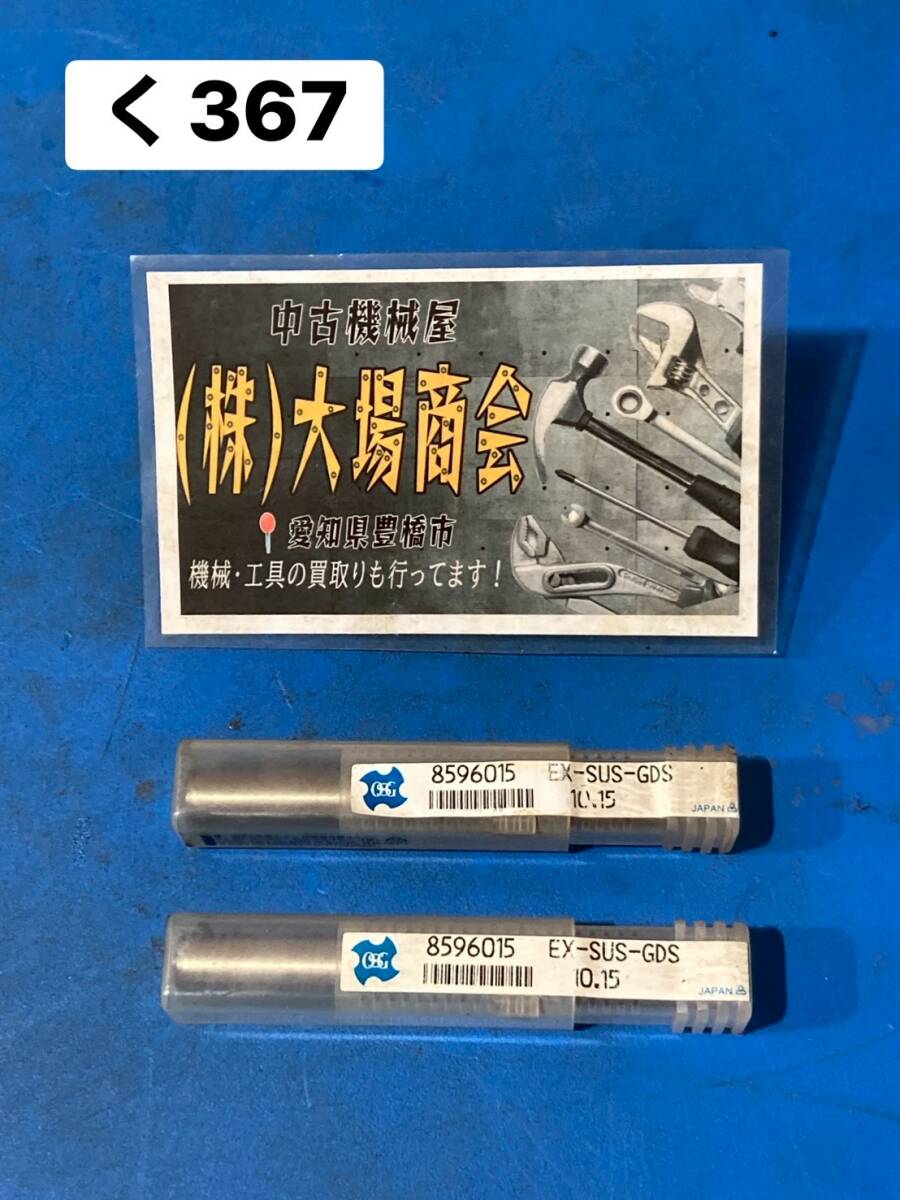 く 367
中古機械屋
(株)大場商会
愛知県豊橋市
機械・工具の買取りも行ってます!
OSG
8596015 EX-SUS-GDS
10.15
JAPAN
OSG
8596015 EX-SUS-GDS
10.15
JAPAN